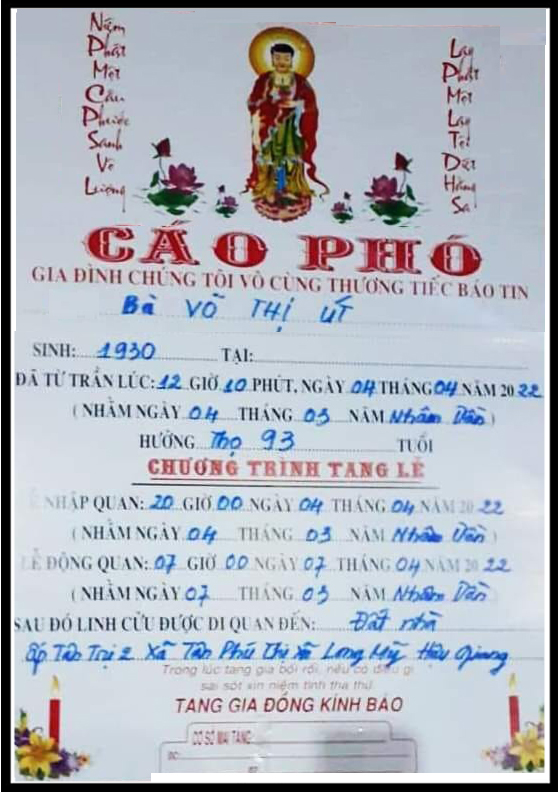 Niệm Phật Một Câu Phước Sanh Vô Lượng
Lạy Phật Một Lạy Tội Diệt Hằng Sa
CÁO PHÓ
GIA ĐÌNH CHÚNG TÔI VÔ CÙNG THƯƠNG TIẾC BÁO TIN
Bà VÕ THỊ ÚT
SINH: 1930 TẠI:
ĐÃ TỪ TRẦN LÚC: 12 GIỜ 10 PHÚT, NGÀY 04 THÁNG 04 NĂM 2022
( NHẰM NGÀY 04 THÁNG 03 NĂM Nhâm Dần )
HƯỞNG Thọ 93 TUỔI
CHƯƠNG TRÌNH TANG LỄ
LỄ NHẬP QUAN: 20 GIỜ 00 NGÀY 04 THÁNG 04 NĂM 2022
( NHẰM NGÀY 04 THÁNG 03 NĂM Nhâm Dần )
LỄ ĐỘNG QUAN: 07 GIỜ 00 NGÀY 07 THÁNG 04 NĂM 2022
( NHẰM NGÀY 07 THÁNG 03 NĂM Nhâm Dần )
SAU ĐÓ LINH CỬU ĐƯỢC DI QUAN ĐẾN: Đất nhà
ấp Tân Trị 2 Xã Tân Phú Thị Xã Long Mỹ Hậu Giang
Trong lúc tang gia bối rối, nếu có điều gì
sai sót xin niệm tình tha thứ
TANG GIA ĐỒNG KÍNH BÁO
CƠ SỞ MAI TÁNG:
ĐC: